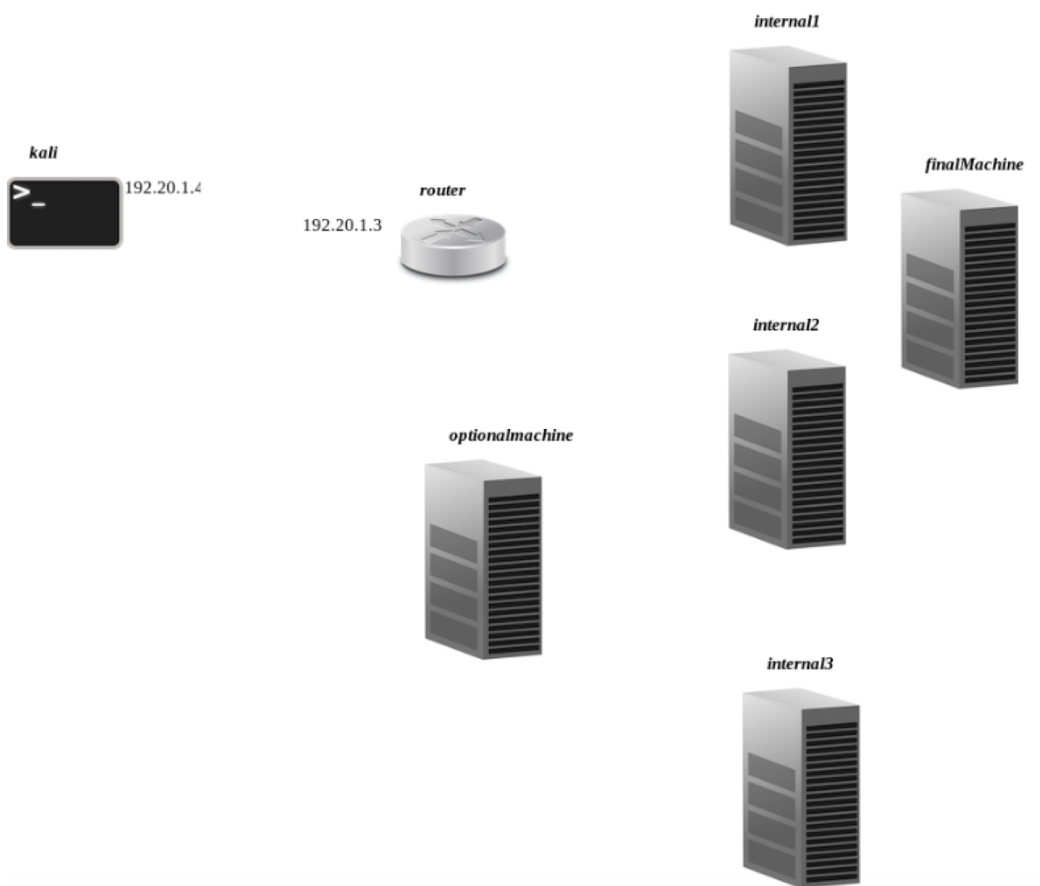 internal1
kali
finalMachine
>_
192.20.1.4
router
192.20.1.3
internal2
optionalmachine
internal3